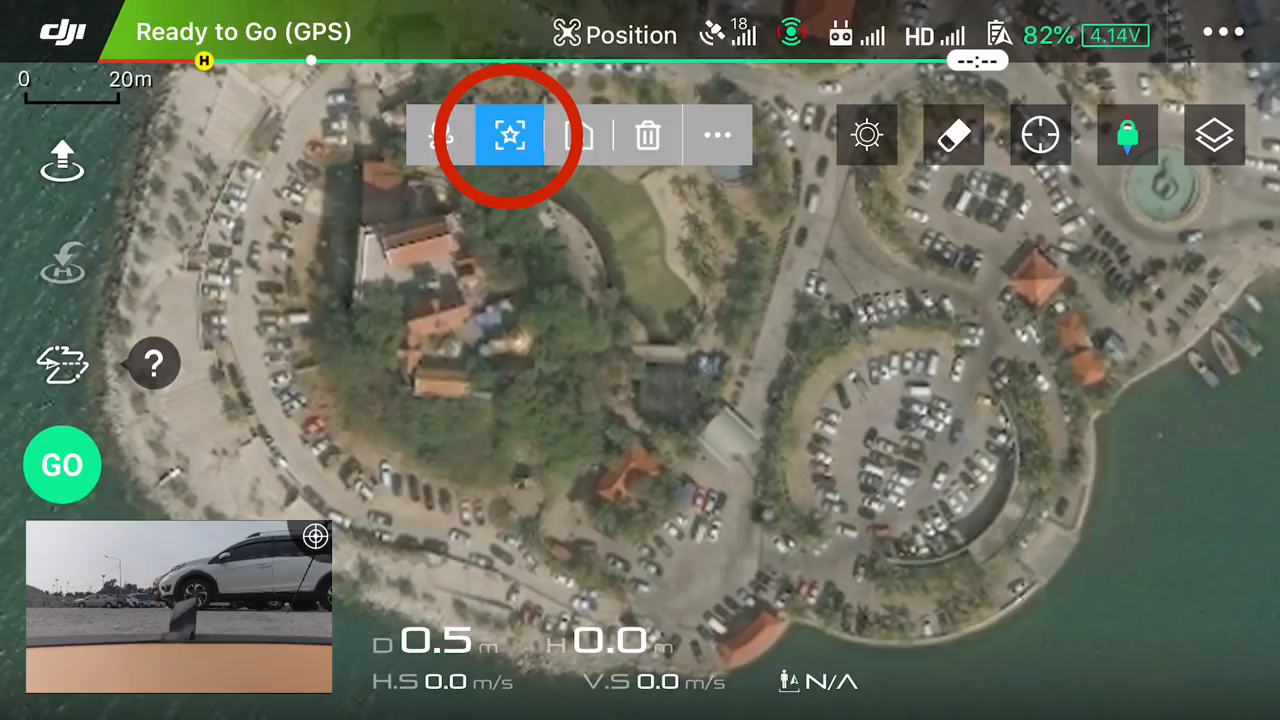 dji
Ready to Go (GPS)
Position
18
HD
82%
4.14V
H
--:--
0
20m
H
?
GO
D 0.5 m
H 0.0 m
H.S 0.0 m/s
V.S 0.0 m/s
N/A